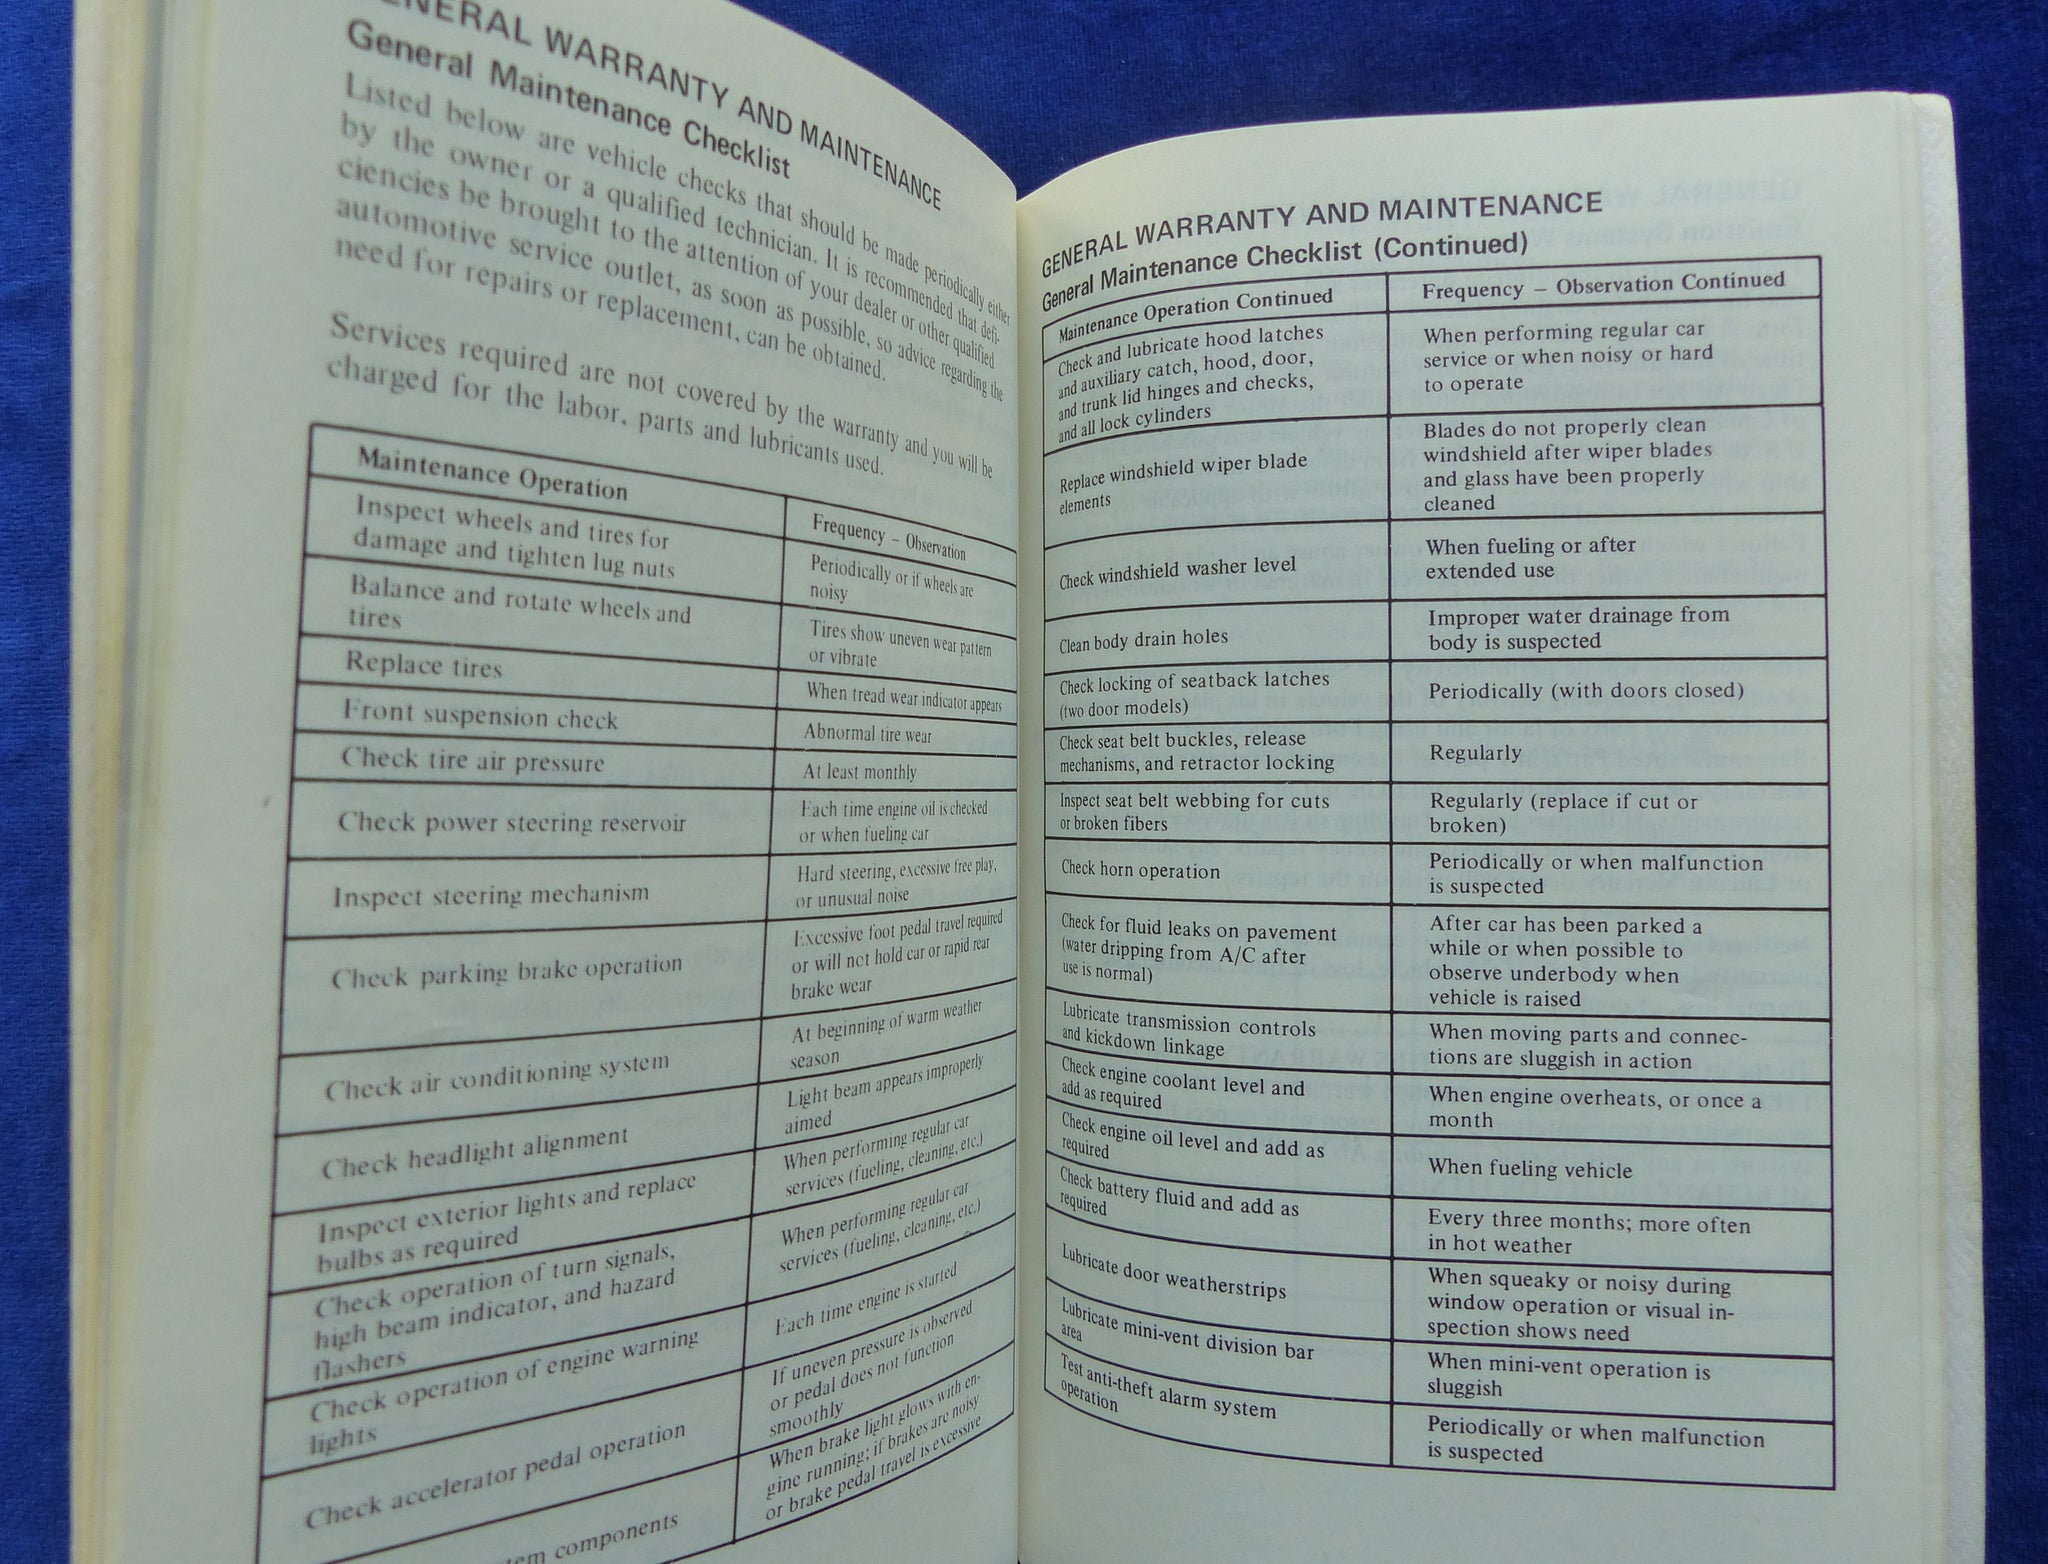 GENERAL WARRANTY AND MAINTENANCE
General Maintenance Checklist
Listed below are vehicle checks that should be made periodically either
by the owner or a qualified technician. It is recommended that defi-
ciencies be brought to the attention of your dealer or other qualified
automotive service outlet, as soon as possible, so advice regarding the
need for repairs or replacement, can be obtained.
Services required are not covered by the warranty and you will be
charged for the labor, parts and lubricants used.
Maintenance Operation
Frequency – Observation
Inspect wheels and tires for
damage and tighten lug nuts
Periodically or if wheels are
noisy
Balance and rotate wheels and
tires
Tires show uneven wear pattern
or vibrate
Replace tires
When tread wear indicator appears
Front suspension check
Abnormal tire wear
Check tire air pressure
At least monthly
Check power steering reservoir
Each time engine oil is checked
or when fueling car
Inspect steering mechanism
Hard steering, excessive free play,
or unusual noise
Check parking brake operation
Excessive foot pedal travel required
or will not hold car or rapid rear
brake wear
Check air conditioning system
At beginning of warm weather
season
Check headlight alignment
Light beam appears improperly
aimed
Inspect exterior lights and replace
bulbs as required
When performing regular car
services (fueling, cleaning, etc.)
Check operation of turn signals,
high beam indicator, and hazard
flashers
When performing regular car
services (fueling, cleaning, etc.)
Check operation of engine warning
lights
Each time engine is started
Check accelerator pedal operation
If uneven pressure is observed
or pedal does not function
smoothly
components
When brake light glows with en-
gine running; if brakes are noisy
or brake pedal travel is excessive
GENERAL WARRANTY AND MAINTENANCE
General Maintenance Checklist (Continued)
Maintenance Operation Continued
Frequency – Observation Continued
Check and lubricate hood latches
and auxiliary catch, hood, door,
and trunk lid hinges and checks,
and all lock cylinders
When performing regular car
service or when noisy or hard
to operate
Replace windshield wiper blade
elements
Blades do not properly clean
windshield after wiper blades
and glass have been properly
cleaned
Check windshield washer level
When fueling or after
extended use
Clean body drain holes
Improper water drainage from
body is suspected
Check locking of seatback latches
(two door models)
Periodically (with doors closed)
Check seat belt buckles, release
mechanisms, and retractor locking
Regularly
Inspect seat belt webbing for cuts
or broken fibers
Regularly (replace if cut or
broken)
Check horn operation
Periodically or when malfunction
is suspected
Check for fluid leaks on pavement
(water dripping from A/C after
use is normal)
After car has been parked a
while or when possible to
observe underbody when
vehicle is raised
Lubricate transmission controls
and kickdown linkage
When moving parts and connec-
tions are sluggish in action
Check engine coolant level and
add as required
When engine overheats, or once a
month
Check engine oil level and add as
required
When fueling vehicle
Check battery fluid and add as
required
Every three months; more often
in hot weather
Lubricate door weatherstrips
When squeaky or noisy during
window operation or visual in-
spection shows need
Lubricate mini-vent division bar
area
When mini-vent operation is
sluggish
Test anti-theft alarm system
operation
Periodically or when malfunction
is suspected